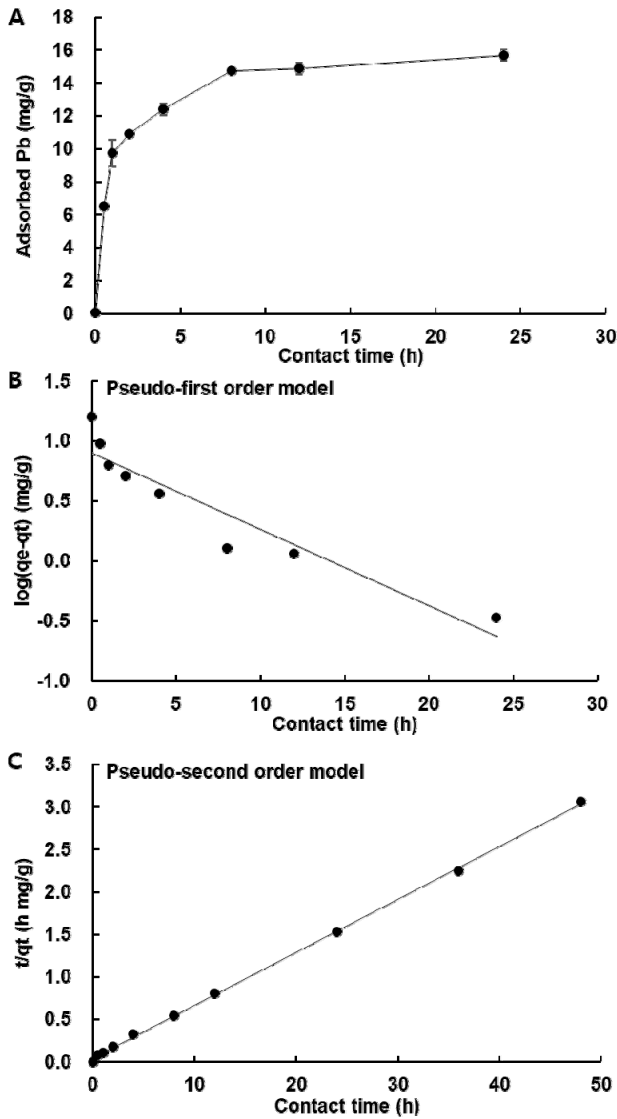 A
18
16
14
12
10
8
6
4
2
0
Adsorbed Pb (mg/g)
0 5 10 15 20 25 30
Contact time (h)
B
Pseudo-first order model
1.5
1.0
0.5
0.0
-0.5
-1.0
log(qe-qt) (mg/g)
0 5 10 15 20 25 30
Contact time (h)
C
Pseudo-second order model
3.5
3.0
2.5
2.0
1.5
1.0
0.5
0.0
t/qt (h mg/g)
0 10 20 30 40 50
Contact time (h)